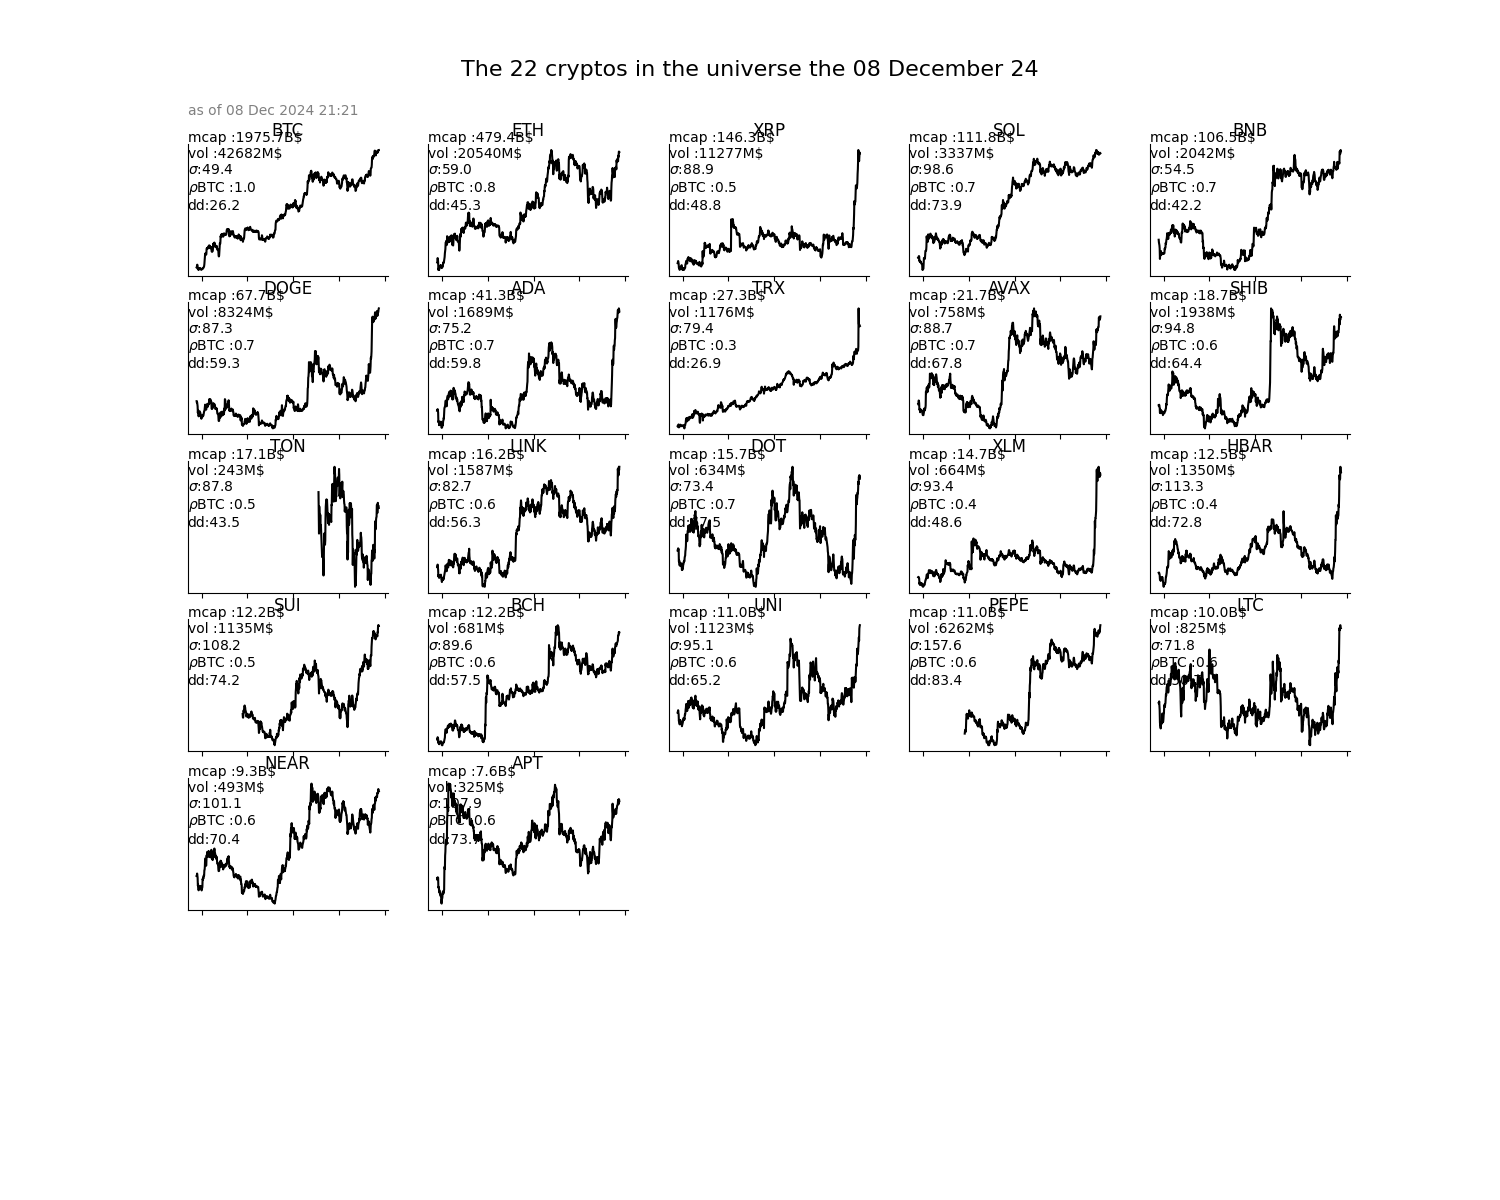 The 22 cryptos in the universe the 08 December 24
as of 08 Dec 2024 21:21
BTC
mcap :1975.7B$
vol :42682M$
σ:49.4
ρBTC :1.0
dd:26.2
ETH
mcap :479.4B$
vol :20540M$
σ:59.0
ρBTC :0.8
dd:45.3
XRP
mcap :146.3B$
vol :11277M$
σ:88.9
ρBTC :0.5
dd:48.8
SOL
mcap :111.8B$
vol :3337M$
σ:98.6
ρBTC :0.7
dd:73.9
BNB
mcap :106.5B$
vol :2042M$
σ:54.5
ρBTC :0.7
dd:42.2
DOGE
mcap :67.7B$
vol :8324M$
σ:87.3
ρBTC :0.7
dd:59.3
ADA
mcap :41.3B$
vol :1689M$
σ:75.2
ρBTC :0.7
dd:59.8
TRX
mcap :27.3B$
vol :1176M$
σ:79.4
ρBTC :0.3
dd:26.9
AVAX
mcap :21.7B$
vol :758M$
σ:88.7
ρBTC :0.7
dd:67.8
SHIB
mcap :18.7B$
vol :1938M$
σ:94.8
ρBTC :0.6
dd:64.4
TON
mcap :17.1B$
vol :243M$
σ:87.8
ρBTC :0.5
dd:43.5
LINK
mcap :16.2B$
vol :1587M$
σ:82.7
ρBTC :0.6
dd:56.3
DOT
mcap :15.7B$
vol :634M$
σ:73.4
ρBTC :0.7
XLM
mcap :14.7B$
vol :664M$
σ:93.4
ρBTC :0.4
dd:48.6
HBAR
mcap :12.5B$
vol :1350M$
σ:113.3
ρBTC :0.4
dd:72.8
SUI
mcap :12.2B$
vol :1135M$
σ:108.2
ρBTC :0.5
dd:74.2
BCH
mcap :12.2B$
vol :681M$
σ:89.6
ρBTC :0.6
dd:57.5
UNI
mcap :11.0B$
vol :1123M$
σ:95.1
ρBTC :0.6
dd:65.2
PEPE
mcap :11.0B$
vol :6262M$
σ:157.6
ρBTC :0.6
dd:83.4
LTC
mcap :10.0B$
vol :825M$
σ:71.8
ρBTC :0.6
NEAR
mcap :9.3B$
vol :493M$
σ:101.1
ρBTC :0.6
dd:70.4
APT
mcap :7.6B$
vol :325M$
σ:107.9
ρBTC :0.6